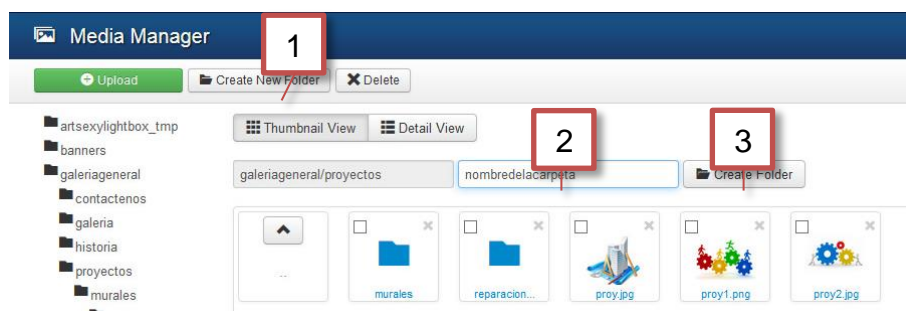 Media Manager
1
Upload Create New Folder Delete
artsexylightbox_tmp
Thumbnail View Detail View
banners
2 3
galeriageneral
galeriageneral/proyectos nombredelacarpeta Create Folder
contactenos
galeria
historia
..
proyectos
murales
murales reparacion... proy.jpg proy1.png proy2.jpg